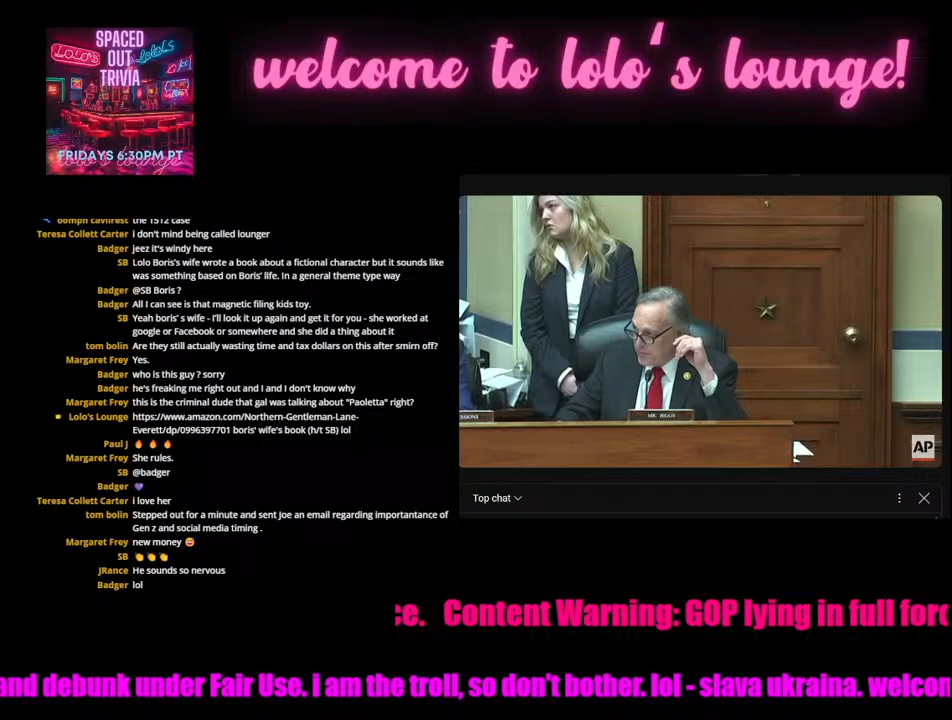 SPACED
OUT
TRIVIA
LOLO'S
FRIDAYS 6:30PM PT
lolo's lounge
welcome to lolo's lounge!
the 1512 case
Teresa Collett Carter i don't mind being called lounger
Badger jeez it's windy here
SB Lolo Boris's wife wrote a book about a fictional character but it sounds like
was something based on Boris' life. In a general theme type way
Badger @SB Boris ?
Badger All I can see is that magnetic filing kids toy.
SB Yeah boris' s wife - I'll look it up again and get it for you - she worked at
google or Facebook or somewhere and she did a thing about it
tom bolin Are they still actually wasting time and tax dollars on this after smirn off?
Margaret Frey Yes.
Badger who is this guy ? sorry
Badger he's freaking me right out and I and I don't know why
Margaret Frey this is the criminal dude that gal was talking about "Paoletta" right?
Lolo's Lounge https://www.amazon.com/Northern-Gentleman-Lane-
Everett/dp/0996397701 boris' wife's book (h/t SB) lol
Paul J 🔥 🔥 🔥
Margaret Frey She rules.
SB @badger
Badger 💜
Teresa Collett Carter i love her
tom bolin Stepped out for a minute and sent Joe an email regarding importantance of
Gen z and social media timing .
Margaret Frey new money 😅
SB 👏 👏 👏
JRance He sounds so nervous
Badger lol
MR. BIGGS
AP
Top chat
ce. Content Warning: GOP lying in full forc
and debunk under Fair Use. i am the troll, so don't bother. lol - slava ukraina. welcon